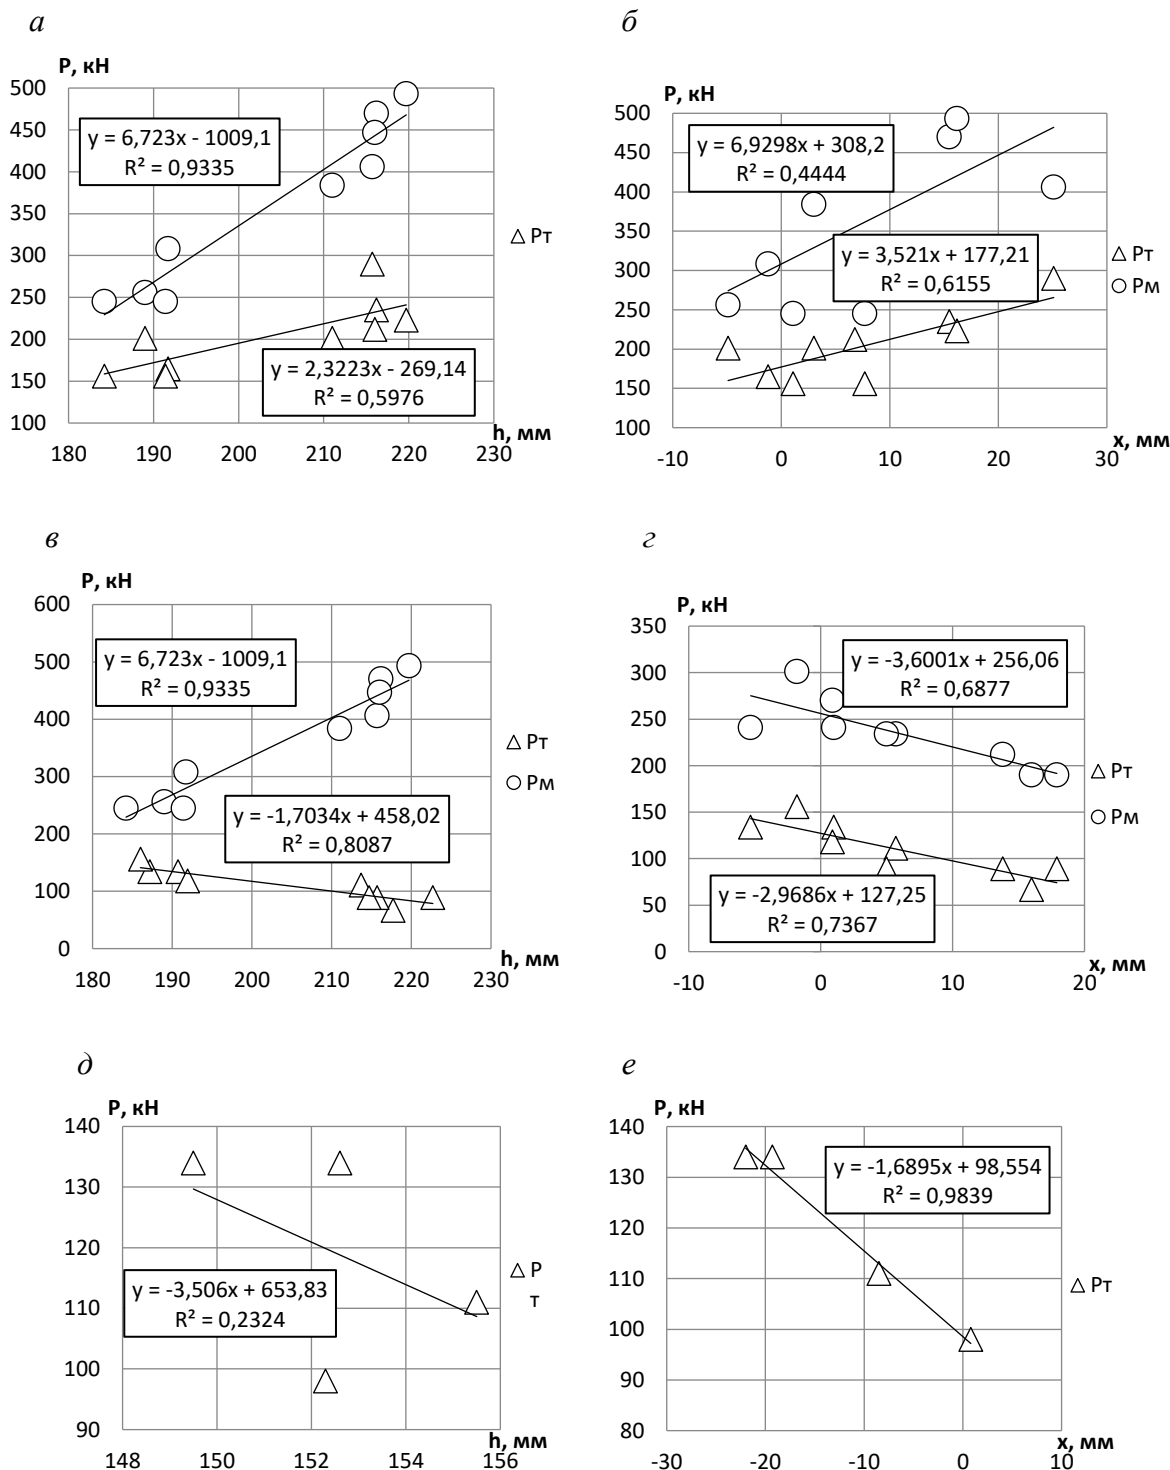 а
P, кН
500
450
400
350
300
250
200
150
100
180 190 200 210 220 230
h, мм
y = 6,723x - 1009,1
R² = 0,9335
y = 2,3223x - 269,14
R² = 0,5976
Рт
б
P, кН
500
450
400
350
300
250
200
150
100
-10 0 10 20 30
x, мм
y = 6,9298x + 308,2
R² = 0,4444
y = 3,521x + 177,21
R² = 0,6155
Рт
Рм
в
P, кН
600
500
400
300
200
100
0
180 190 200 210 220 230
h, мм
y = 6,723x - 1009,1
R² = 0,9335
y = -1,7034x + 458,02
R² = 0,8087
Рт
Рм
г
P, кН
350
300
250
200
150
100
50
0
-10 0 10 20
x, мм
y = -3,6001x + 256,06
R² = 0,6877
y = -2,9686x + 127,25
R² = 0,7367
Рт
Рм
д
P, кН
140
130
120
110
100
90
148 150 152 154 156
h, мм
y = -3,506x + 653,83
R² = 0,2324
Р
т
е
P, кН
140
130
120
110
100
90
80
-30 -20 -10 0 10
x, мм
y = -1,6895x + 98,554
R² = 0,9839
Рт